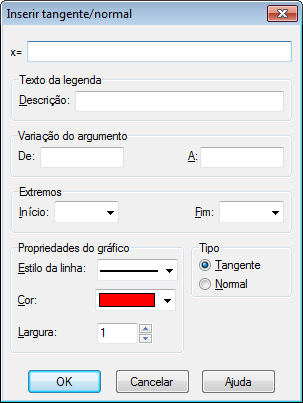 Inserir tangente/normal
x=
Texto da legenda
Descrição:
Variação do argumento
De: A:
Extremos
Início: Fim:
Propriedades do gráfico Tipo
Estilo da linha: Tangente
Cor: Normal
Largura: 1
OK Cancelar Ajuda